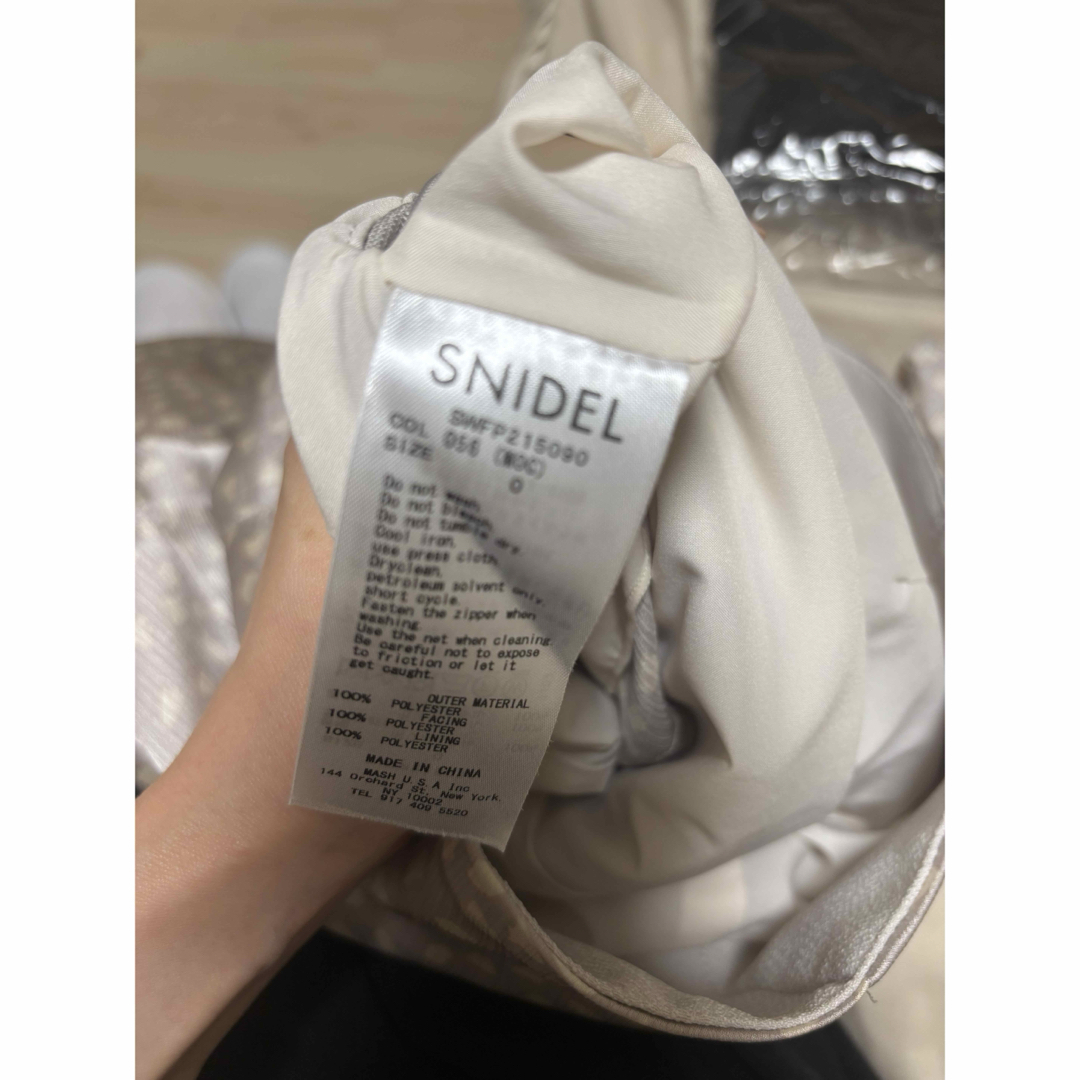 SNIDEL
SWFP215090
COL 056 (MOC)
SIZE 0
Do not wash.
Do not bleach.
Do not tumble dry.
Cool iron.
use press cloth.
Dryclean.
petroleum solvent only.
short cycle.
Fasten the zipper when
washing.
Use the net when cleaning.
Be careful not to expose
to friction or let it
get caught.
OUTER MATERIAL
100% POLYESTER
FACING
100% POLYESTER
LINING
100% POLYESTER
MADE IN CHINA
MASH U.S.A Inc
144 Orchard St. New York.
NY 10002
TEL 917 409 5520